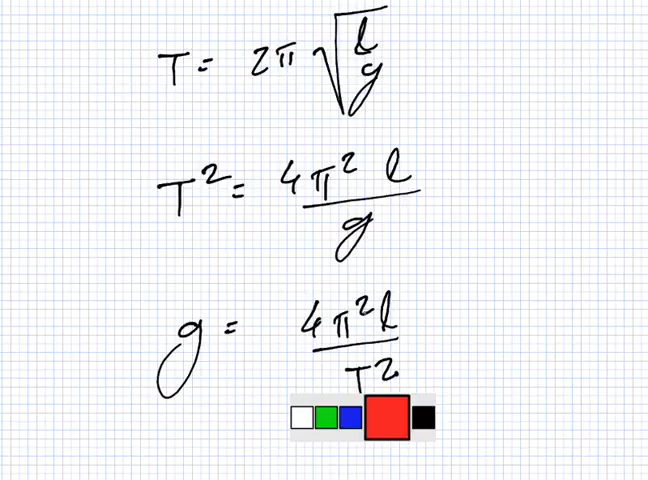 T = 2π √(l/g)
T² = 4π² l / g
g = 4π² l / T²